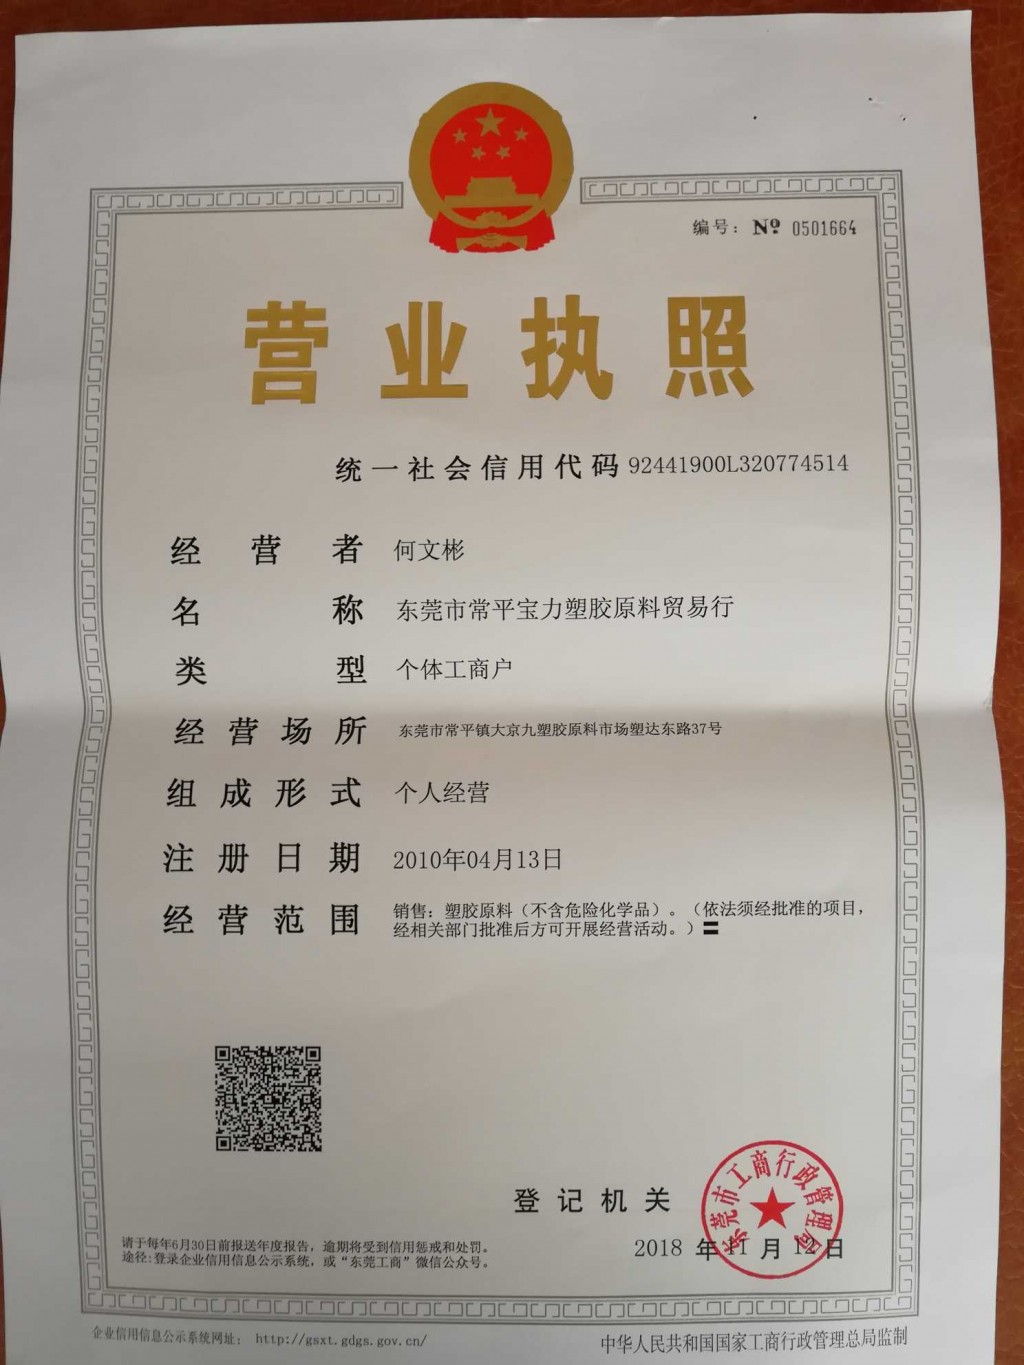 编号：№ 0501664
营业执照
统一社会信用代码 92441900L320774514
经营者 何文彬
名称 东莞市常平宝力塑胶原料贸易行
类型 个体工商户
经营场所 东莞市常平镇大京九塑胶原料市场塑达东路37号
组成形式 个人经营
注册日期 2010年04月13日
经营范围 销售：塑胶原料（不含危险化学品）。（依法须经批准的项目，
经相关部门批准后方可开展经营活动。）〓
东莞市工商行政管理局
登记机关
2018 年 11 月 12 日
请于每年6月30日前报送年度报告，逾期将受到信用惩戒和处罚。
途径:登录企业信用信息公示系统，或“东莞工商”微信公众号。
企业信用信息公示系统网址： http://gsxt.gdgs.gov.cn/
中华人民共和国国家工商行政管理总局监制